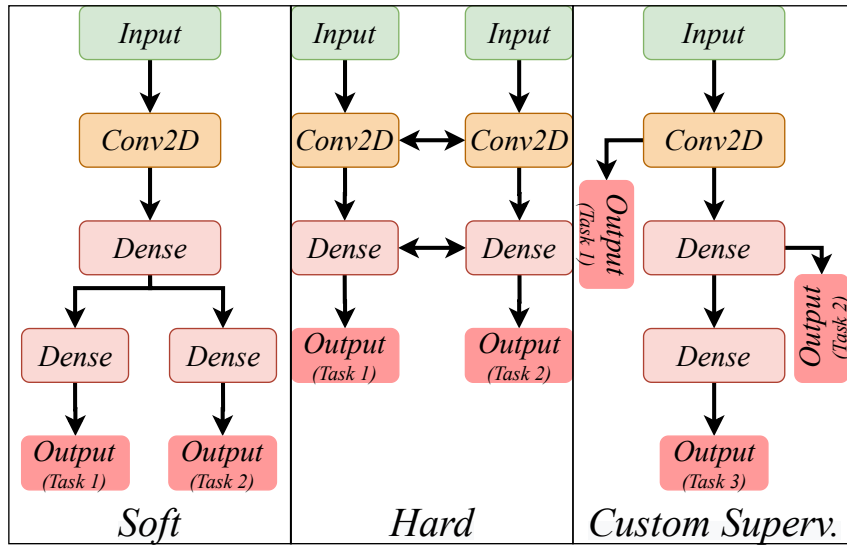 Input
Conv2D
Dense
Dense
Dense
Output
(Task 1)
Output
(Task 2)
Soft
Input
Input
Conv2D
Conv2D
Dense
Dense
Output
(Task 1)
Output
(Task 2)
Hard
Input
Conv2D
Output
(Task 1)
Dense
Output
(Task 2)
Dense
Output
(Task 3)
Custom Superv.